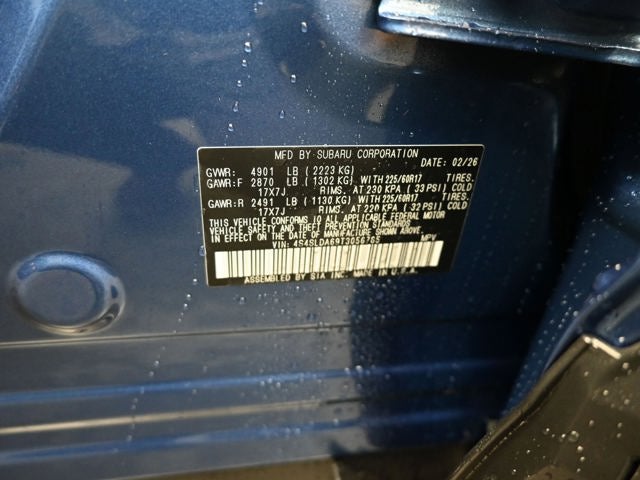 MFD BY SUBARU CORPORATION
DATE: 02/26
GVWR: 4901 LB (2223 KG)
GAWR:F 2870 LB (1302 KG) WITH 225/60R17 TIRES.
17X7J RIMS. AT 230 KPA (33 PSI) COLD
GAWR:R 2491 LB (1130 KG) WITH 225/60R17 TIRES.
17X7J RIMS. AT 220 KPA (32 PSI) COLD
THIS VEHICLE CONFORMS TO ALL APPLICABLE FEDERAL MOTOR
VEHICLE SAFETY AND THEFT PREVENTION STANDARDS
IN EFFECT ON THE DATE OF MANUFACTURE SHOWN ABOVE.
VIN: 4S4SLDA69T3056765 MPV
ASSEMBLED BY SIA INC. IN U.S.A.